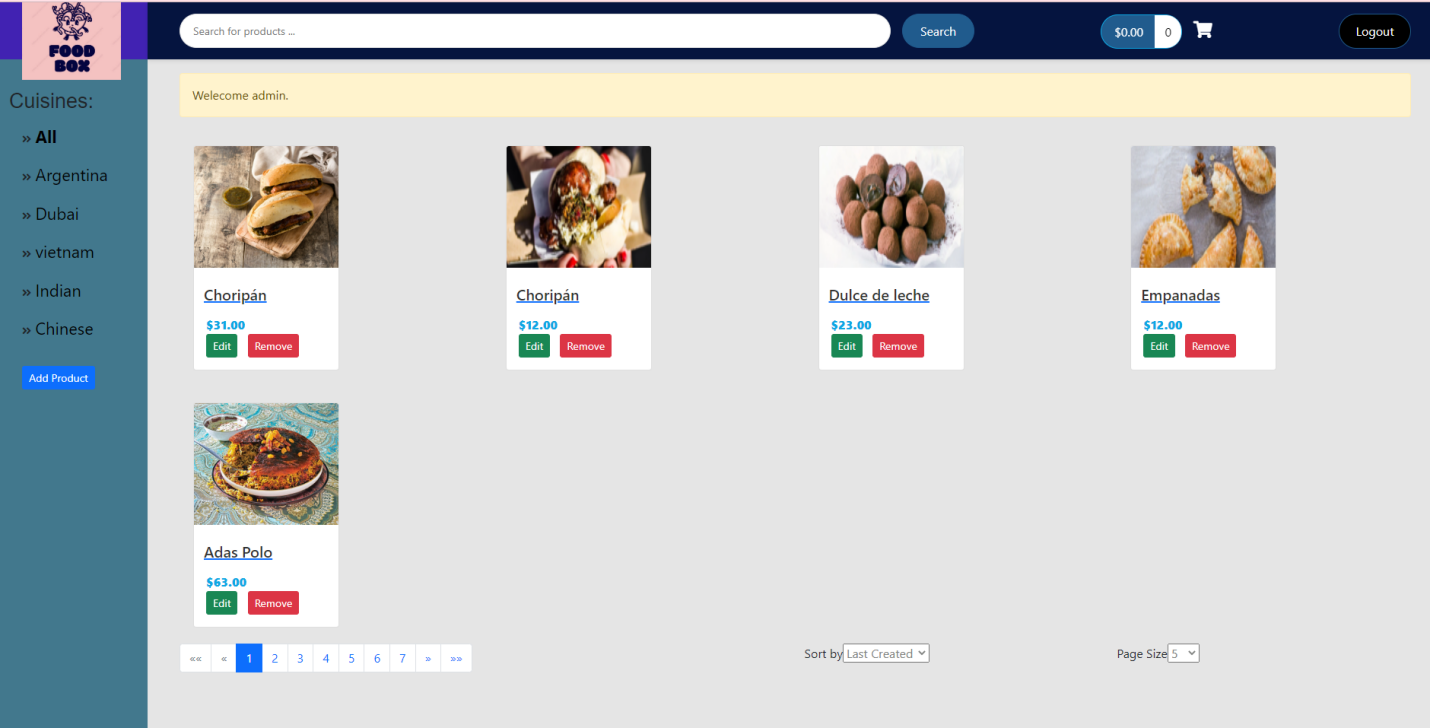 FOOD
BOX
Search for products ...
Search
$0.00
0
Logout
Cuisines:
» All
» Argentina
» Dubai
» vietnam
» Indian
» Chinese
Add Product
Welecome admin.
Choripán
$31.00
Edit
Remove
Choripán
$12.00
Edit
Remove
Dulce de leche
$23.00
Edit
Remove
Empanadas
$12.00
Edit
Remove
Adas Polo
$63.00
Edit
Remove
«« « 1 2 3 4 5 6 7 » »»
Sort by Last Created
Page Size 5